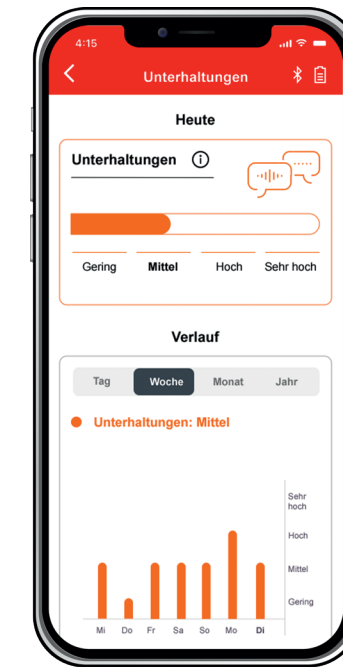 4:15
Unterhaltungen
Heute
Unterhaltungen
Gering Mittel Hoch Sehr hoch
Verlauf
Tag Woche Monat Jahr
Unterhaltungen: Mittel
Sehr
hoch
Hoch
Mittel
Gering
Mi Do Fr Sa So Mo Di